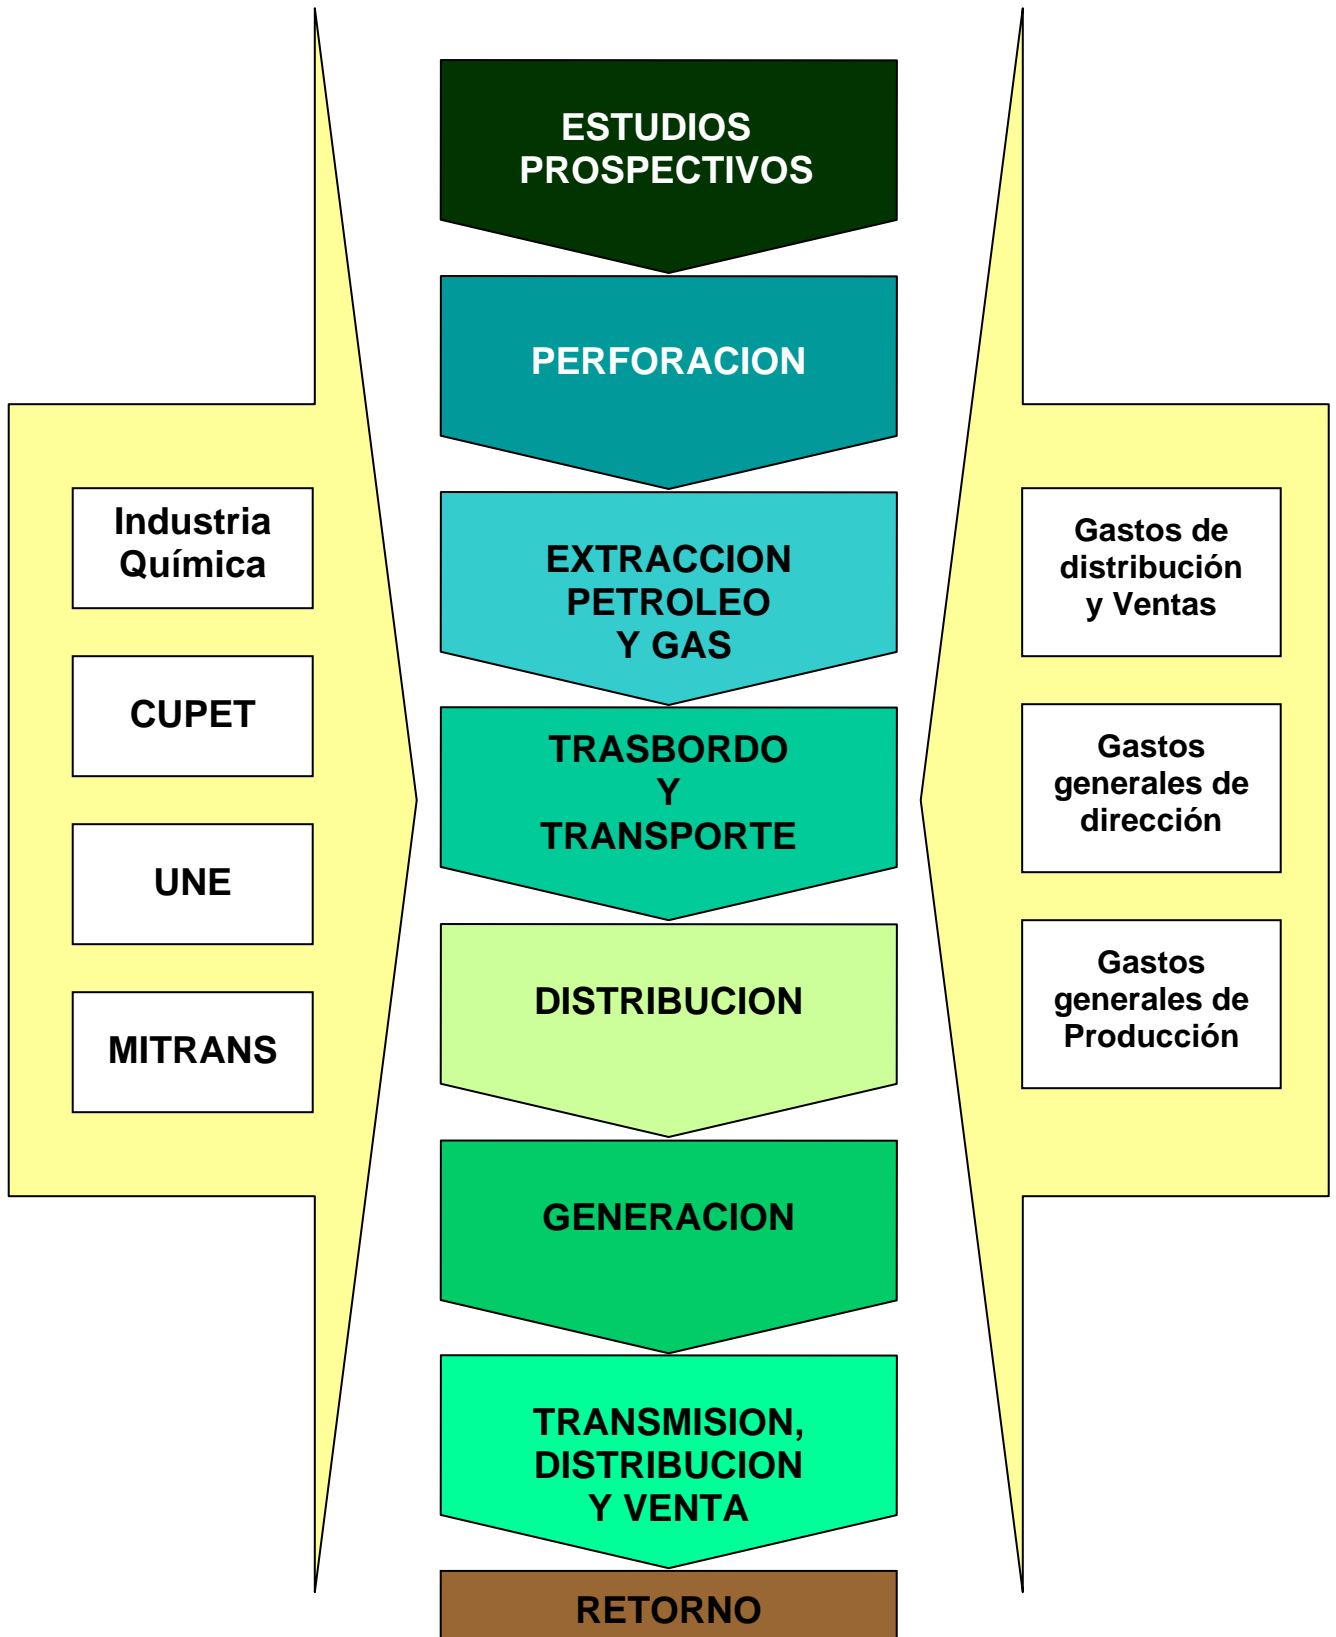 ESTUDIOS
PROSPECTIVOS
PERFORACION
EXTRACCION
PETROLEO
Y GAS
TRASBORDO
Y
TRANSPORTE
DISTRIBUCION
GENERACION
TRANSMISION,
DISTRIBUCION
Y VENTA
RETORNO
Industria
Química
CUPET
UNE
MITRANS
Gastos de
distribución
y Ventas
Gastos
generales de
dirección
Gastos
generales de
Producción